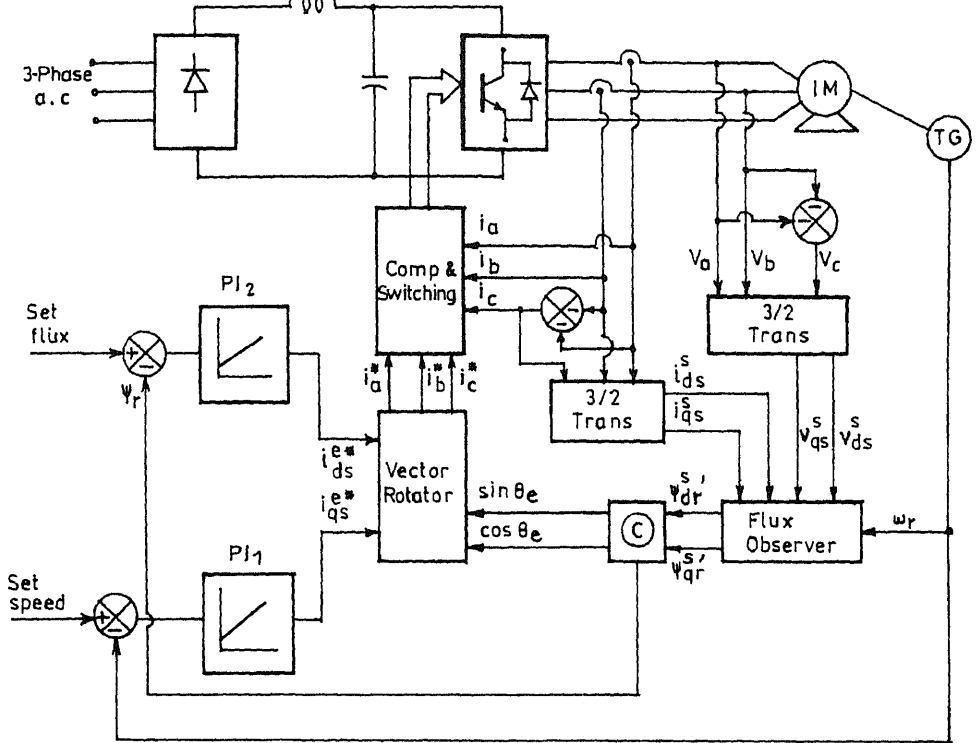 3-Phase
a.c
IM
TG
Comp &
Switching
ia
ib
ic
Va
Vb
Vc
3/2
Trans
3/2
Trans
i^s_ds
i^s_qs
v^s_qs
v^s_ds
Set
flux
+
−
ψr
PI2
i*a
i*b
i*c
i^e*_ds
i^e*_qs
Vector
Rotator
sin θe
cos θe
C
ψ^s'_dr
ψ^s'_qr
Flux
Observer
ωr
Set
speed
+
−
PI1